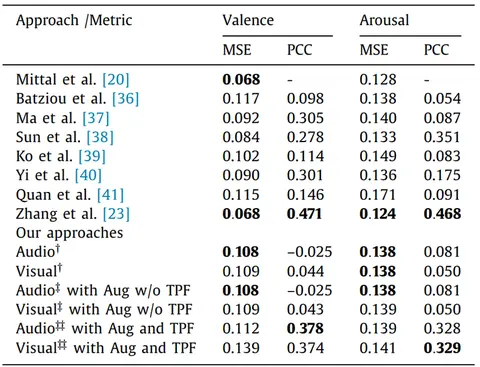 Approach /Metric Valence Arousal
MSE PCC MSE PCC
Mittal et al. [20] 0.068 - 0.128 -
Batziou et al. [36] 0.117 0.098 0.138 0.054
Ma et al. [37] 0.092 0.305 0.140 0.087
Sun et al. [38] 0.084 0.278 0.133 0.351
Ko et al. [39] 0.102 0.114 0.149 0.083
Yi et al. [40] 0.090 0.301 0.136 0.175
Quan et al. [41] 0.115 0.146 0.171 0.091
Zhang et al. [23] 0.068 0.471 0.124 0.468
Our approaches
Audio† 0.108 −0.025 0.138 0.081
Visual† 0.109 0.044 0.138 0.050
Audio‡ with Aug w/o TPF 0.108 −0.025 0.138 0.081
Visual‡ with Aug w/o TPF 0.109 0.043 0.139 0.050
Audio‡‡ with Aug and TPF 0.112 0.378 0.139 0.328
Visual‡‡ with Aug and TPF 0.139 0.374 0.141 0.329